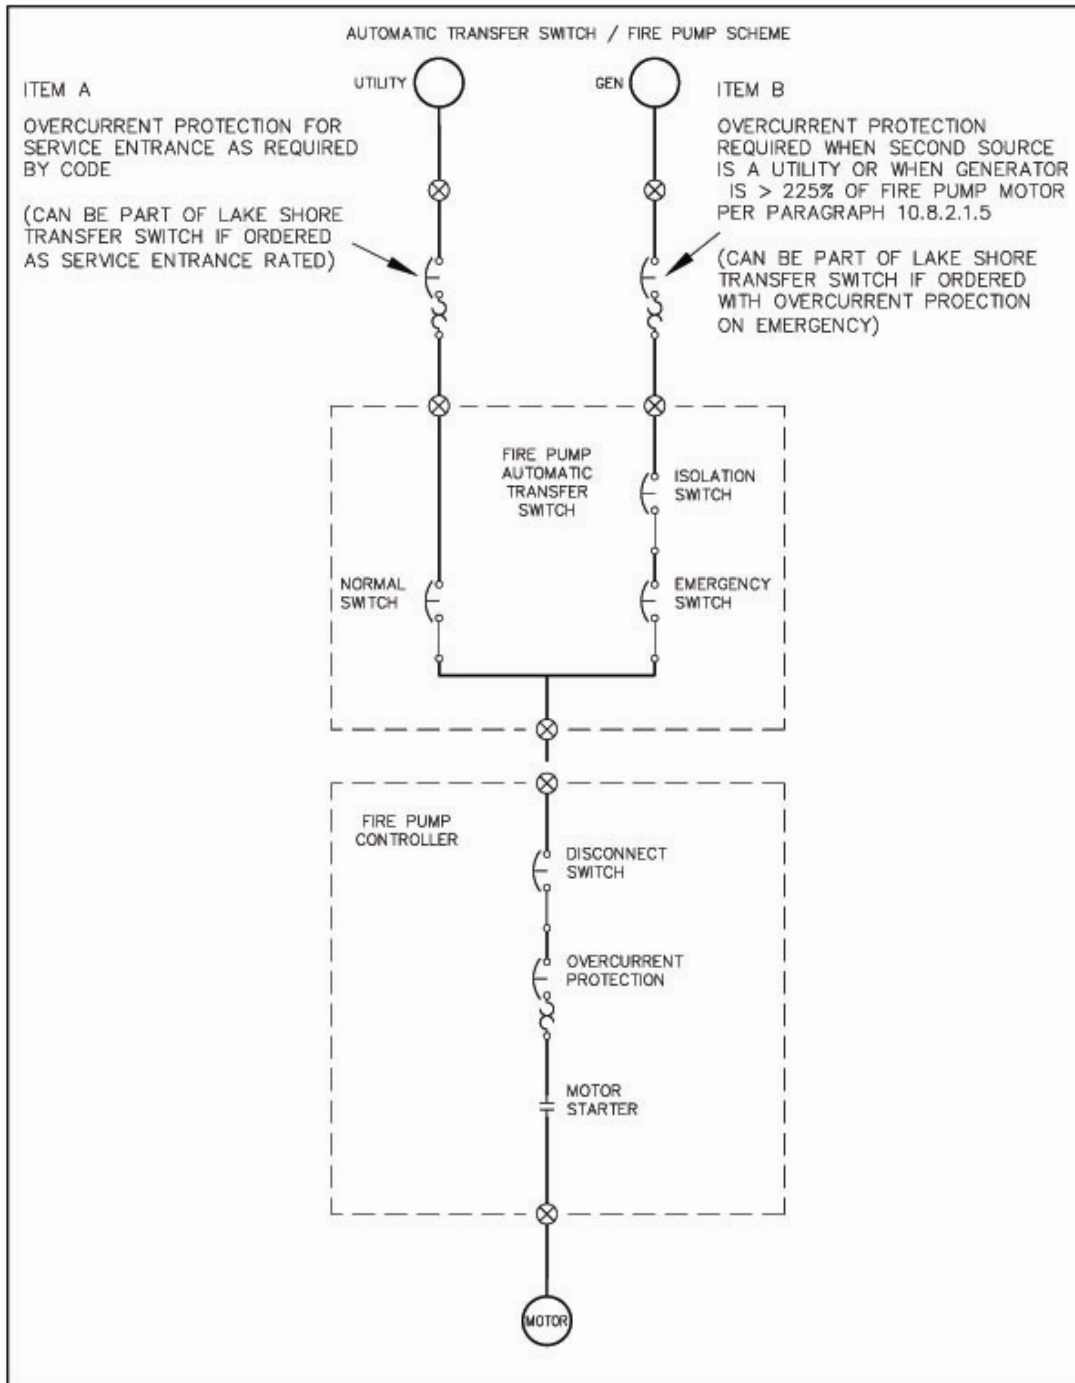 AUTOMATIC TRANSFER SWITCH / FIRE PUMP SCHEME
UTILITY
GEN
ITEM A
OVERCURRENT PROTECTION FOR
SERVICE ENTRANCE AS REQUIRED
BY CODE
(CAN BE PART OF LAKE SHORE
TRANSFER SWITCH IF ORDERED
AS SERVICE ENTRANCE RATED)
ITEM B
OVERCURRENT PROTECTION
REQUIRED WHEN SECOND SOURCE
IS A UTILITY OR WHEN GENERATOR
IS > 225% OF FIRE PUMP MOTOR
PER PARAGRAPH 10.8.2.1.5
(CAN BE PART OF LAKE SHORE
TRANSFER SWITCH IF ORDERED
WITH OVERCURRENT PROECTION
ON EMERGENCY)
FIRE PUMP
AUTOMATIC
TRANSFER
SWITCH
ISOLATION
SWITCH
NORMAL
SWITCH
EMERGENCY
SWITCH
FIRE PUMP
CONTROLLER
DISCONNECT
SWITCH
OVERCURRENT
PROTECTION
MOTOR
STARTER
MOTOR